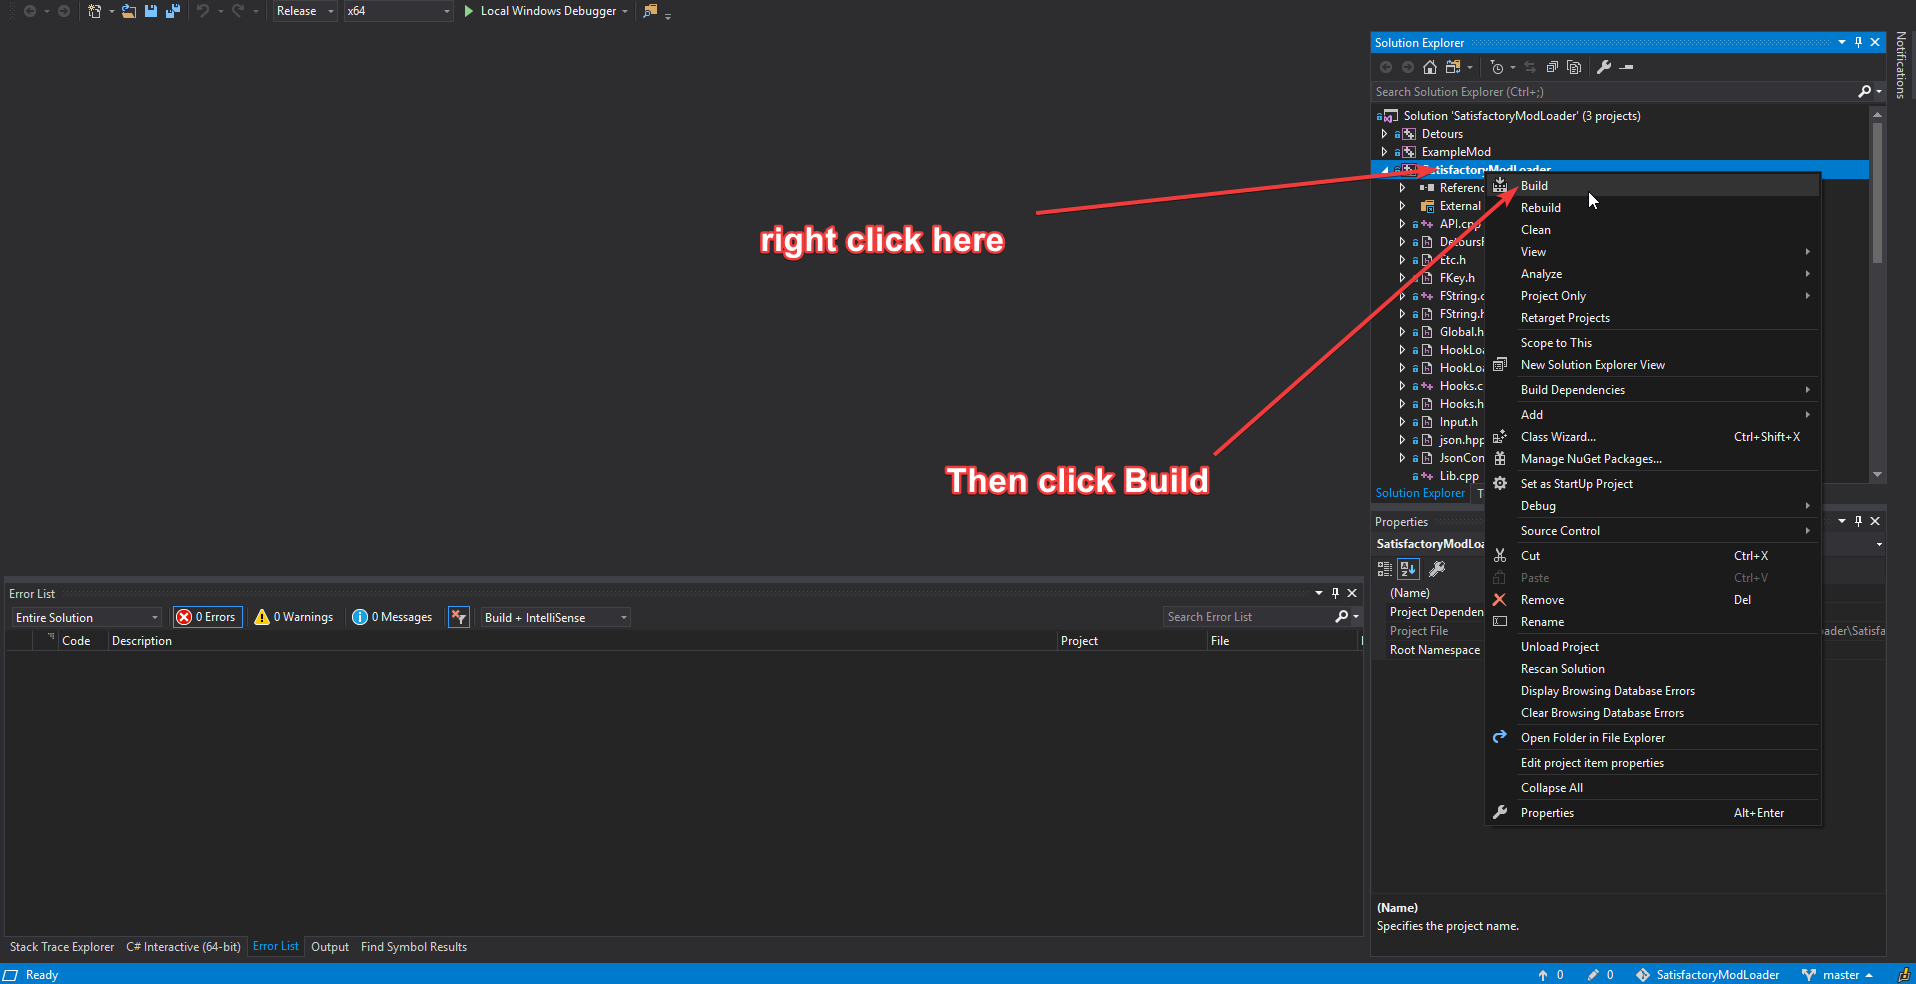 Release
x64
Local Windows Debugger
Notifications
Solution Explorer
Search Solution Explorer (Ctrl+;)
Solution 'SatisfactoryModLoader' (3 projects)
Detours
ExampleMod
SatisfactoryModLoader
Referenc
External
API.cpp
Etc.h
FKey.h
FString.c
FString.h
Global.h
HookLoa
HookLoa
Hooks.c
Hooks.h
Input.h
json.hpp
JsonCon
Lib.cpp
Solution Explorer
T
Build
Rebuild
Clean
View
Analyze
Project Only
Retarget Projects
Scope to This
New Solution Explorer View
Build Dependencies
Add
Class Wizard... Ctrl+Shift+X
Manage NuGet Packages...
Set as StartUp Project
Debug
Source Control
Cut Ctrl+X
Paste Ctrl+V
Remove Del
Rename
Unload Project
Rescan Solution
Display Browsing Database Errors
Clear Browsing Database Errors
Open Folder in File Explorer
Edit project item properties
Collapse All
Properties Alt+Enter
right click here
Then click Build
Properties
SatisfactoryModLoa
(Name)
Project Dependen
Project File
ader\Satisfa
Root Namespace
(Name)
Specifies the project name.
Error List
Entire Solution
0 Errors
0 Warnings
0 Messages
Build + IntelliSense
Search Error List
Code Description Project File
Stack Trace Explorer C# Interactive (64-bit) Error List Output Find Symbol Results
Ready
0 0 SatisfactoryModLoader master